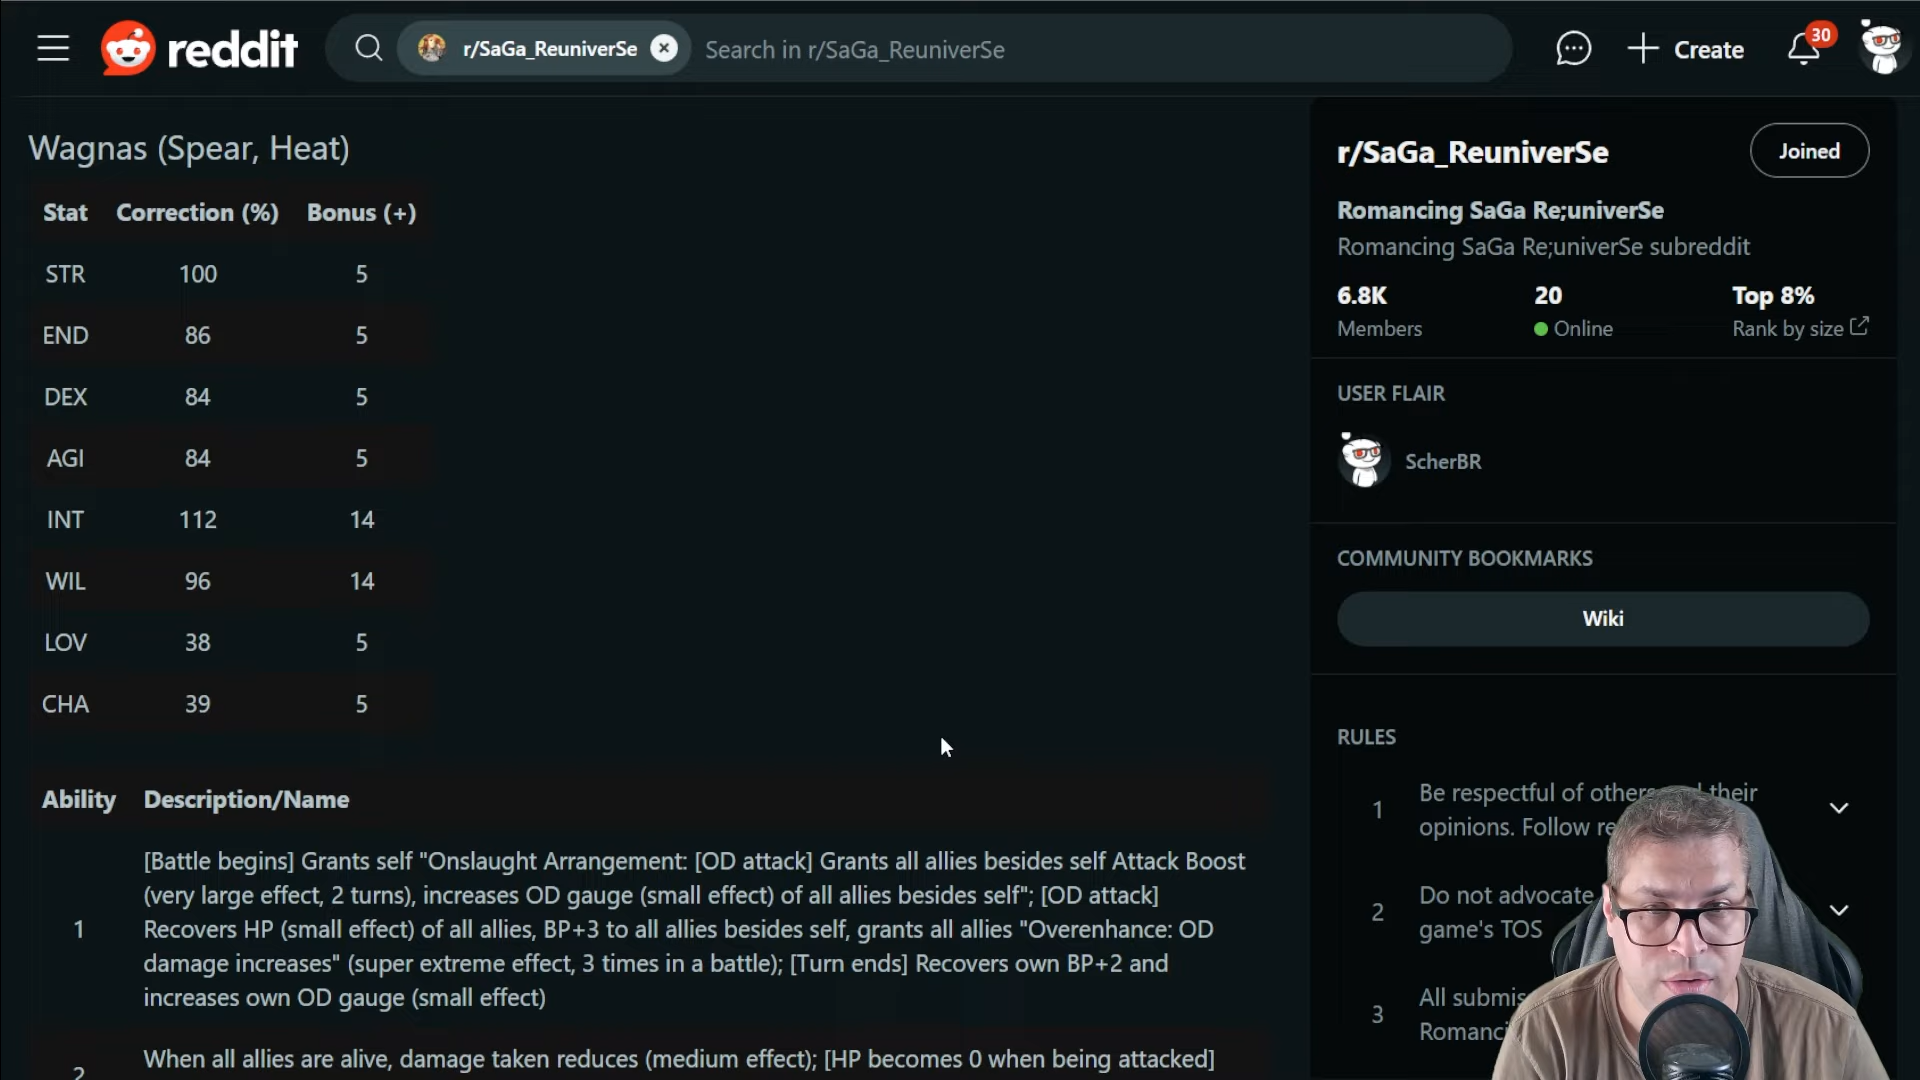 reddit
r/SaGa_ReuniverSe
Search in r/SaGa_ReuniverSe
Create
30
Wagnas (Spear, Heat)
Stat Correction (%) Bonus (+)
STR 100 5
END 86 5
DEX 84 5
AGI 84 5
INT 112 14
WIL 96 14
LOV 38 5
CHA 39 5
Ability Description/Name
[Battle begins] Grants self "Onslaught Arrangement: [OD attack] Grants all allies besides self Attack Boost
(very large effect, 2 turns), increases OD gauge (small effect) of all allies besides self"; [OD attack]
1 Recovers HP (small effect) of all allies, BP+3 to all allies besides self, grants all allies "Overenhance: OD
damage increases" (super extreme effect, 3 times in a battle); [Turn ends] Recovers own BP+2 and
increases own OD gauge (small effect)
2 When all allies are alive, damage taken reduces (medium effect); [HP becomes 0 when being attacked]
r/SaGa_ReuniverSe
Joined
Romancing SaGa Re;univerSe
Romancing SaGa Re;univerSe subreddit
6.8K 20 Top 8%
Members Online Rank by size
USER FLAIR
ScherBR
COMMUNITY BOOKMARKS
Wiki
RULES
1 Be respectful of others their
opinions. Follow
2 Do not advocate
game's TOS
3 All